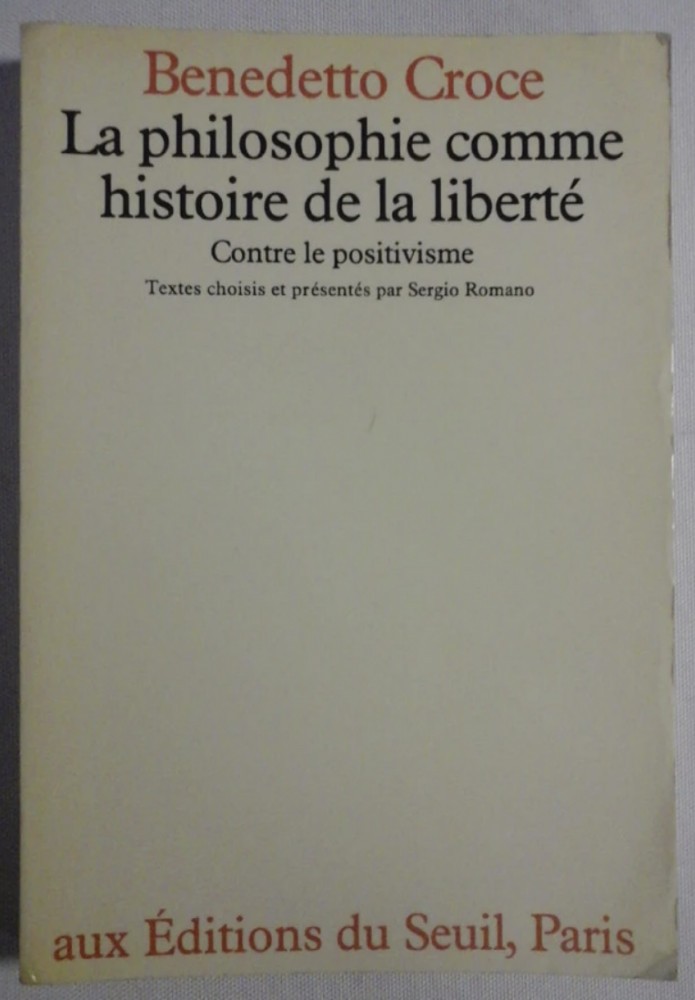 Benedetto Croce
La philosophie comme
histoire de la liberté
Contre le positivisme
Textes choisis et présentés par Sergio Romano
aux Éditions du Seuil, Paris